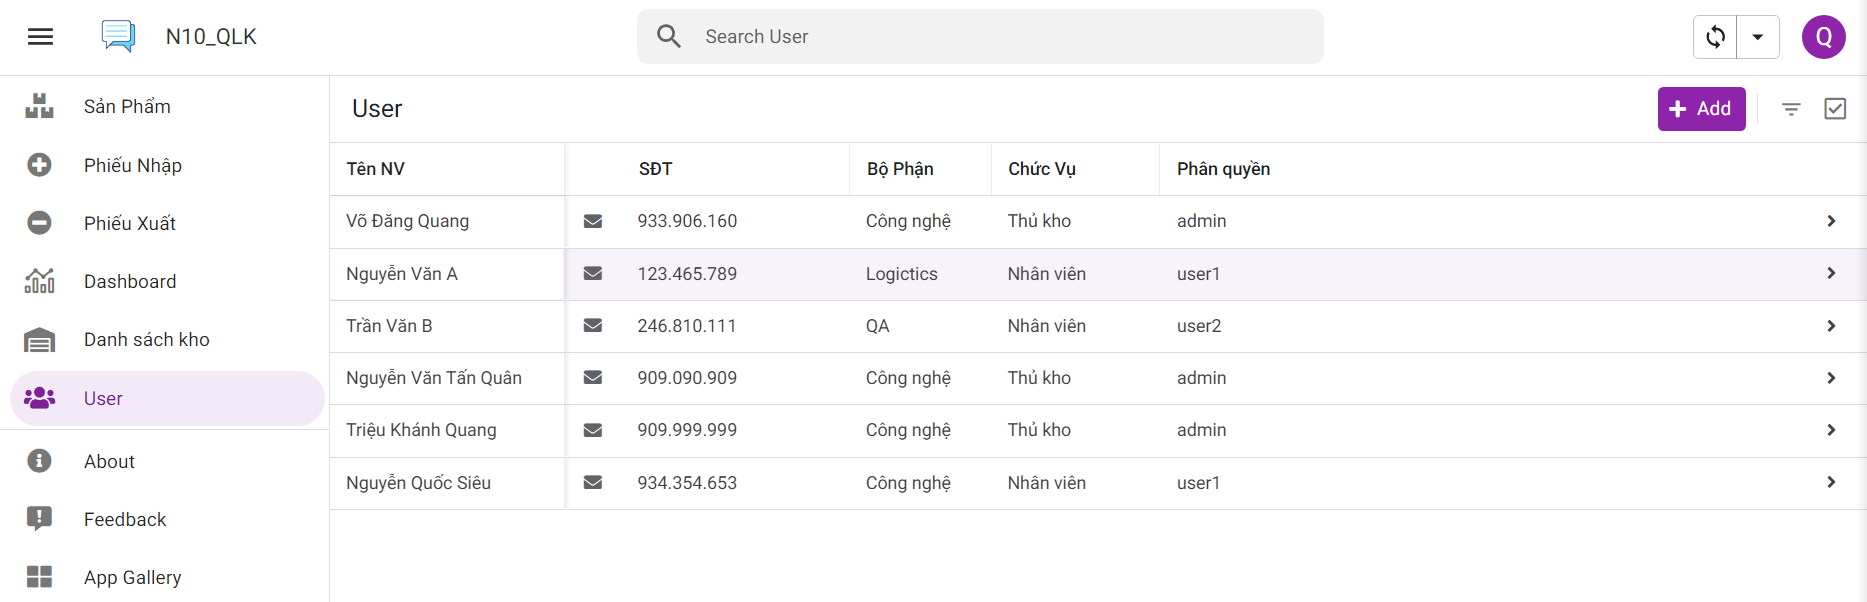 N10_QLK
Search User
Q
Sản Phẩm
Phiếu Nhập
Phiếu Xuất
Dashboard
Danh sách kho
User
About
Feedback
App Gallery
User
Add
Tên NV SĐT Bộ Phận Chức Vụ Phân quyền
Võ Đăng Quang 933.906.160 Công nghệ Thủ kho admin
Nguyễn Văn A 123.465.789 Logictics Nhân viên user1
Trần Văn B 246.810.111 QA Nhân viên user2
Nguyễn Văn Tấn Quân 909.090.909 Công nghệ Thủ kho admin
Triệu Khánh Quang 909.999.999 Công nghệ Thủ kho admin
Nguyễn Quốc Siêu 934.354.653 Công nghệ Nhân viên user1